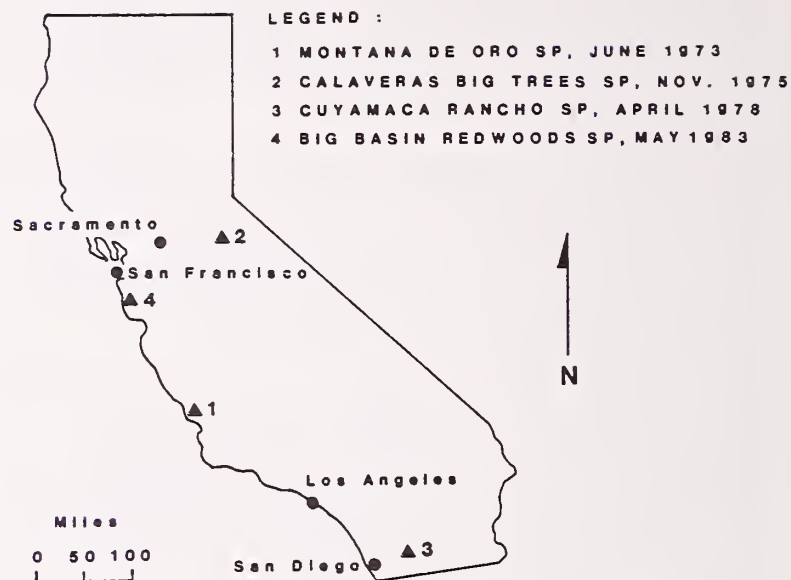 LEGEND :
1 MONTANA DE ORO SP, JUNE 1973
2 CALAVERAS BIG TREES SP, NOV. 1975
3 CUYAMACA RANCHO SP, APRIL 1978
4 BIG BASIN REDWOODS SP, MAY 1983
Sacramento
2
San Francisco
4
N
1
Los Angeles
Miles
0 50 100
San Diego
3